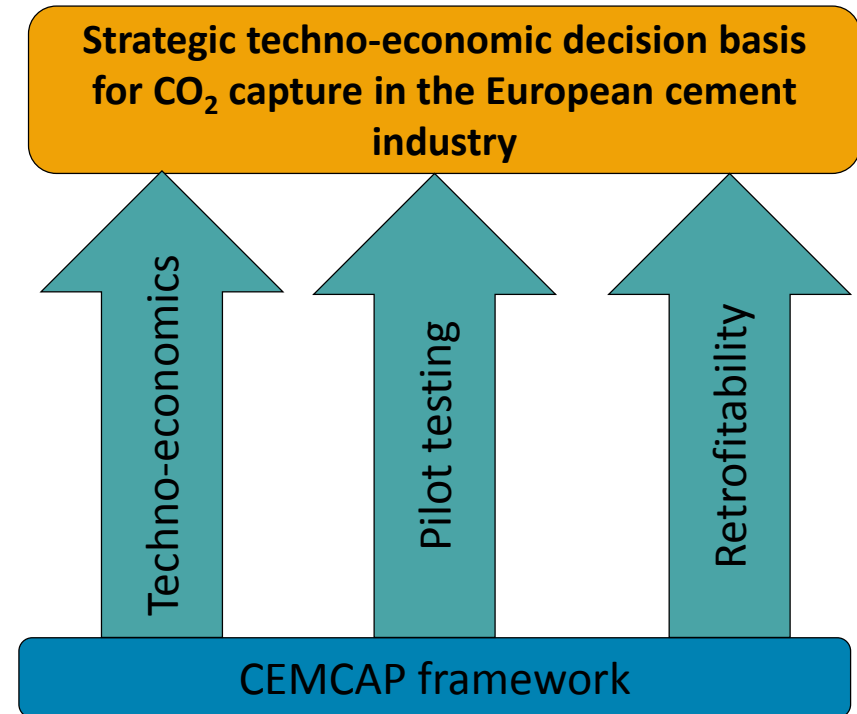 Strategic techno-economic decision basis
for CO₂ capture in the European cement
industry
Techno-economics
Pilot testing
Retrofitability
CEMCAP framework